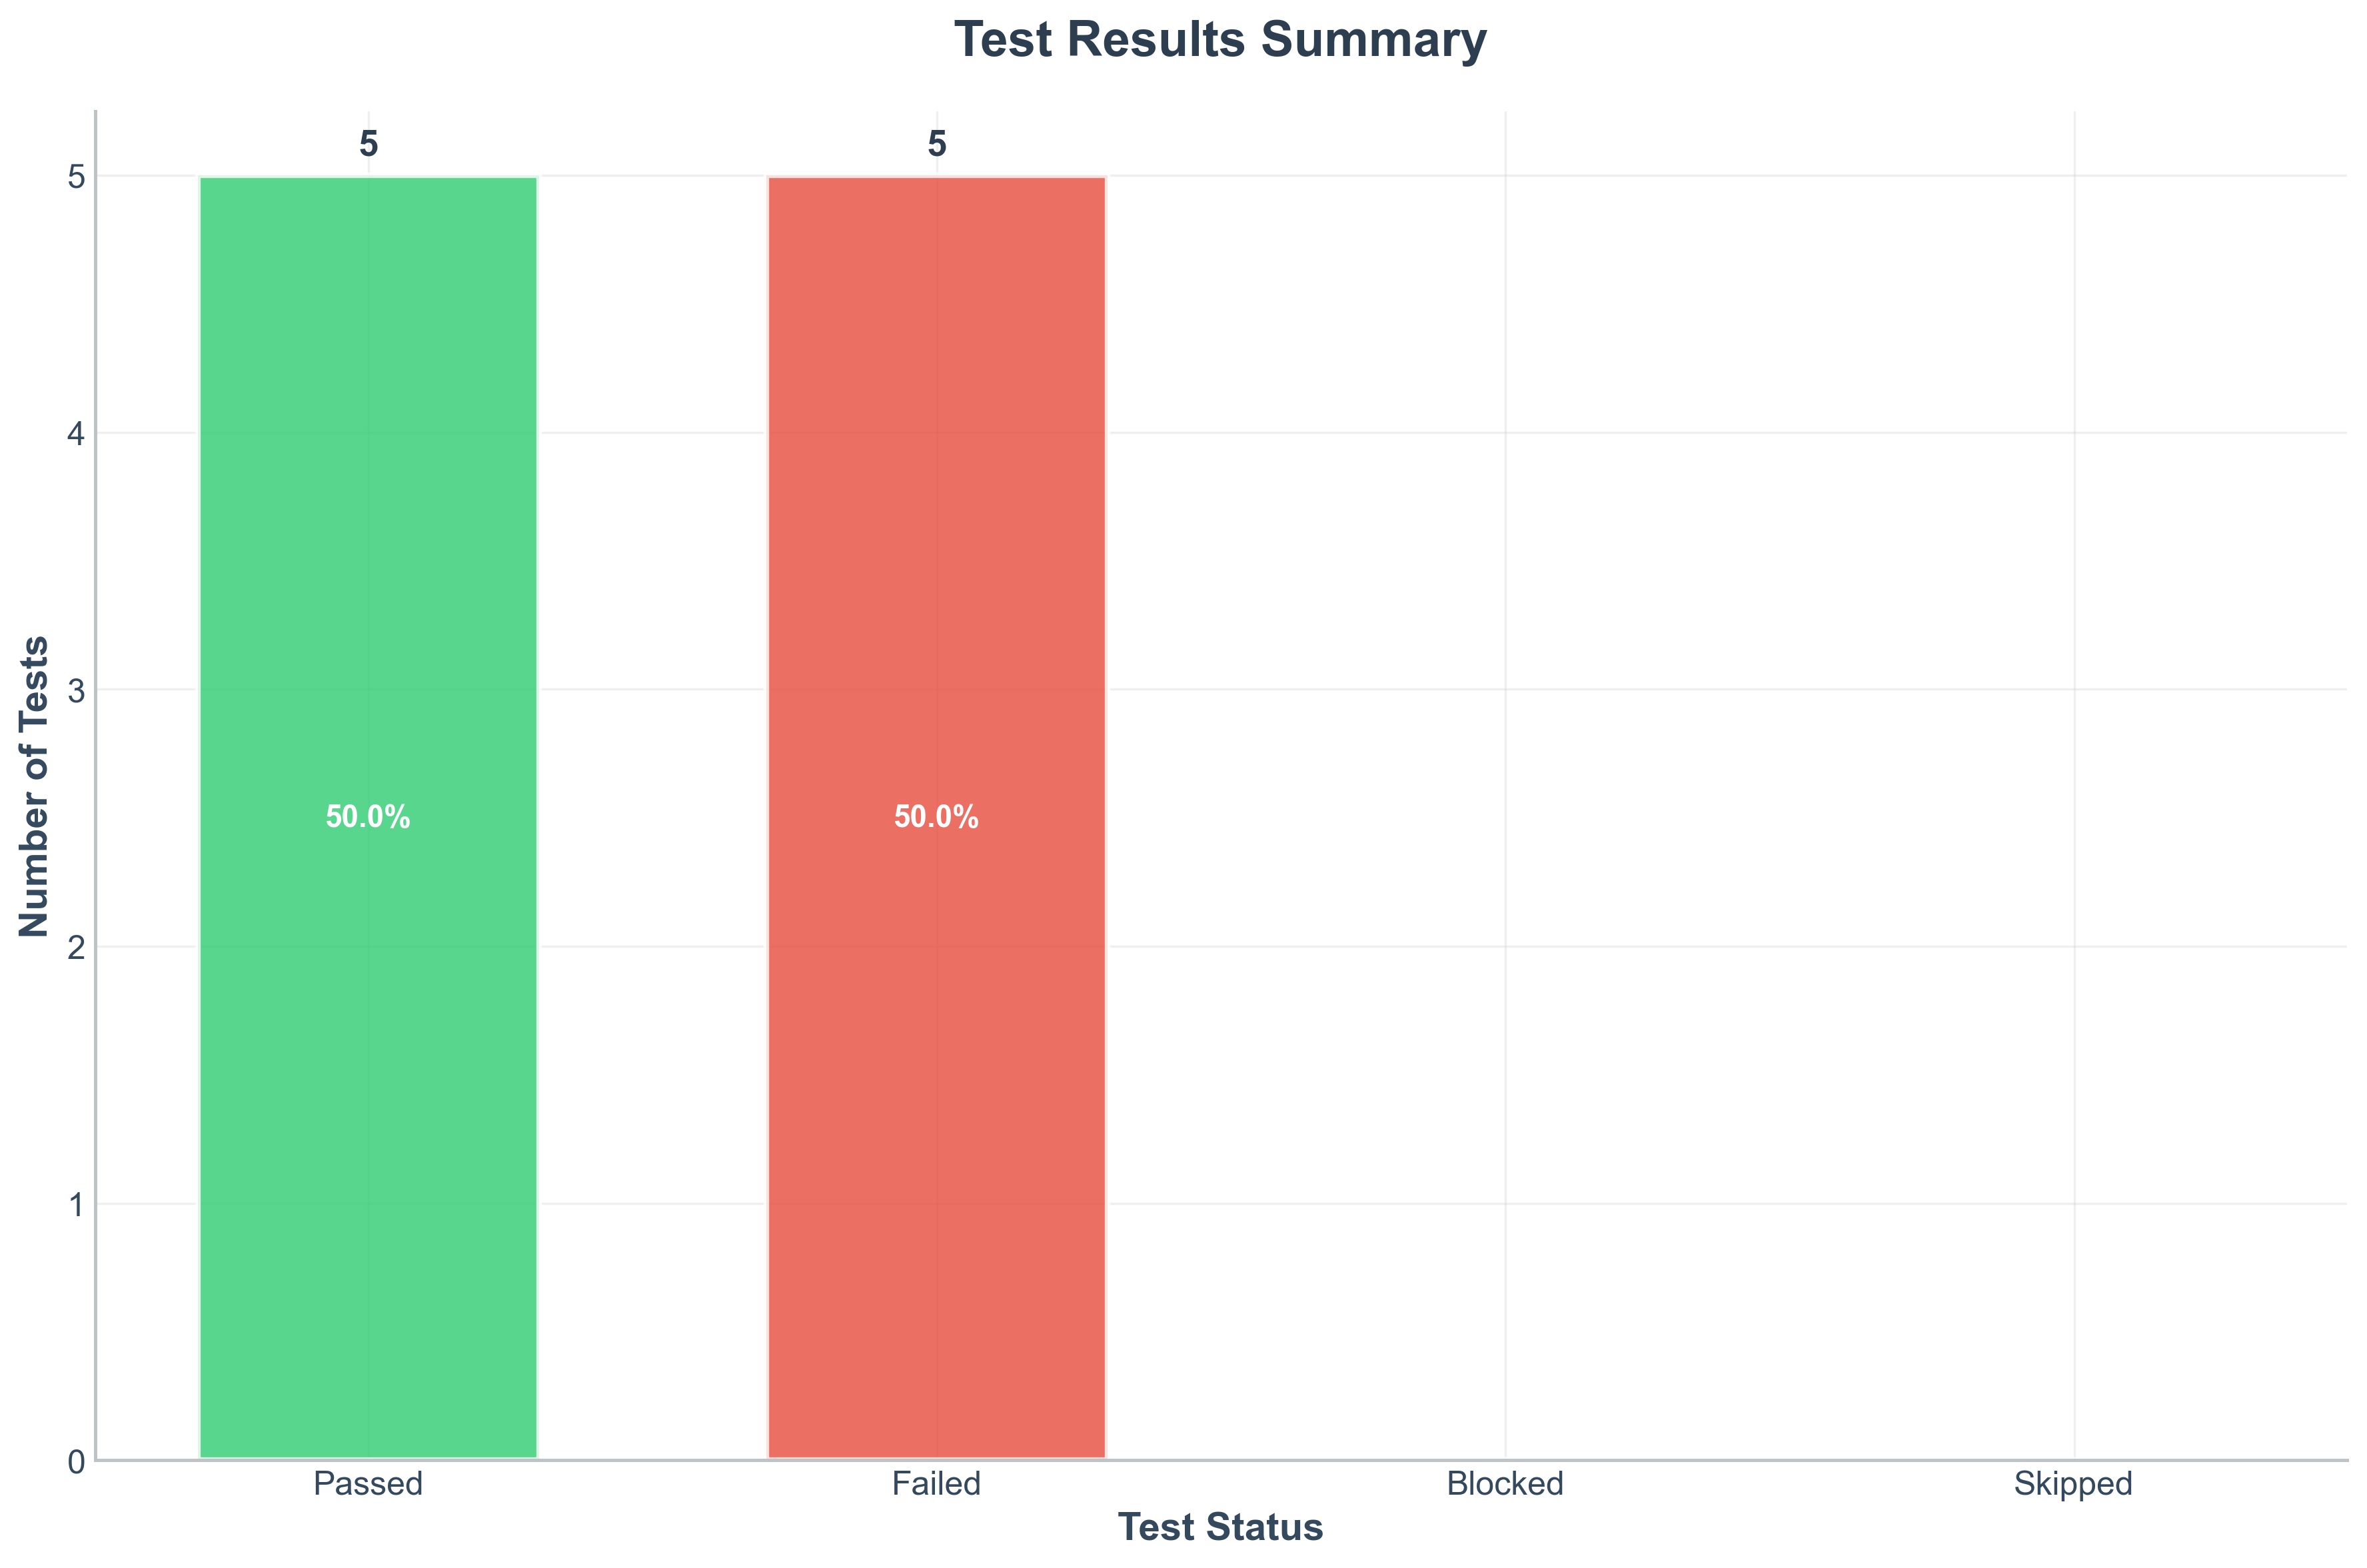 Test Results Summary
5
5
5
4
3
2
1
0
Number of Tests
50.0%
50.0%
Passed
Failed
Blocked
Skipped
Test Status